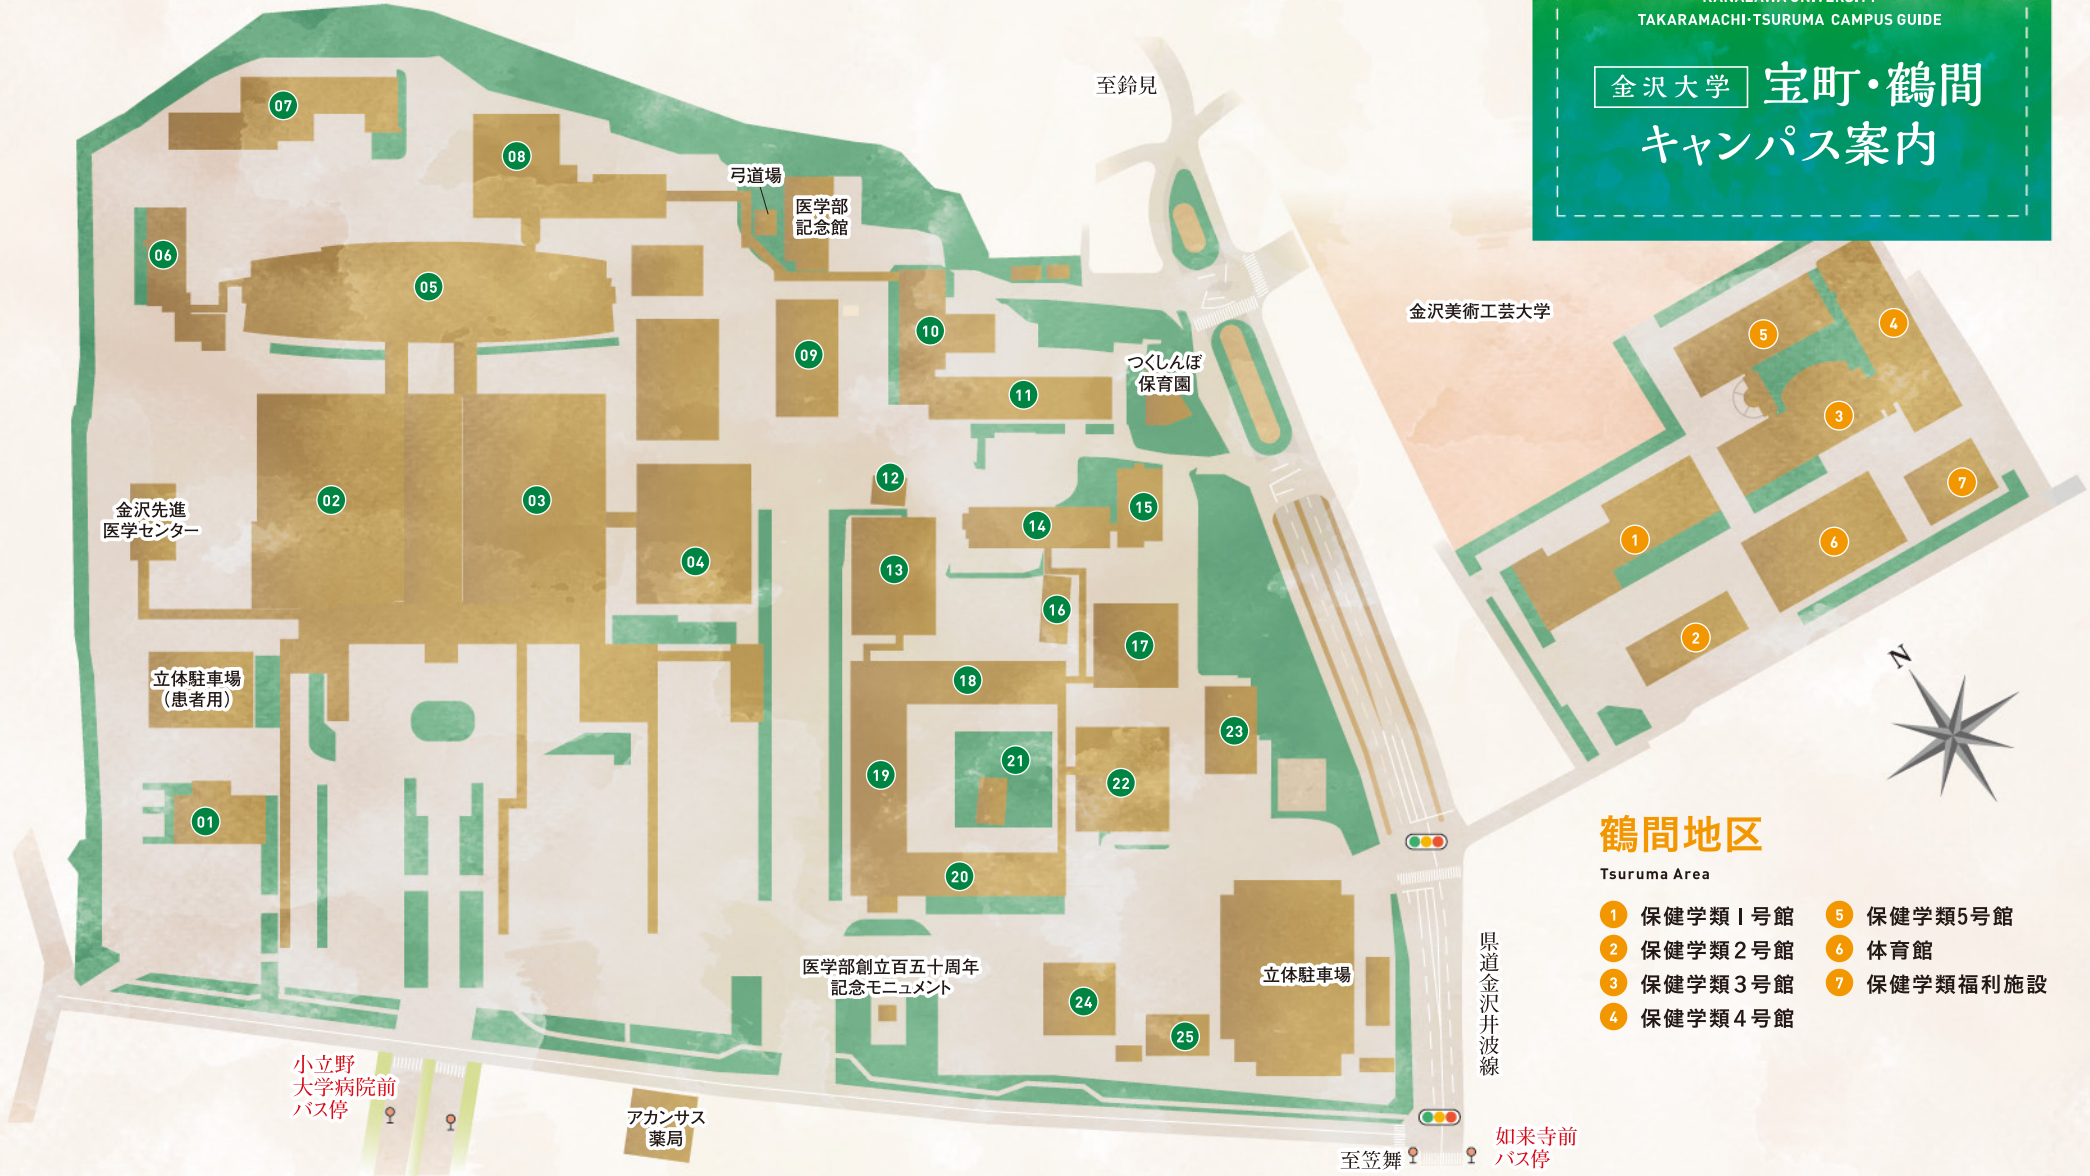 KANAZAWA UNIVERSITY
TAKARAMACHI・TSURUMA CAMPUS GUIDE
金沢大学 宝町・鶴間
キャンパス案内
至鈴見
07
08
弓道場
医学部
記念館
06
05
09
10
11
つくしんぼ
保育園
金沢美術工芸大学
5
4
3
7
1
6
2
N
金沢先進
医学センター
02
03
04
12
13
14
15
16
17
立体駐車場
（患者用）
18
19
21
22
23
01
20
医学部創立百五十周年
記念モニュメント
24
25
立体駐車場
県道金沢井波線
小立野
大学病院前
バス停
アカンサス
薬局
至笠舞
如来寺前
バス停
鶴間地区
Tsuruma Area
1 保健学類1号館
2 保健学類2号館
3 保健学類3号館
4 保健学類4号館
5 保健学類5号館
6 体育館
7 保健学類福利施設